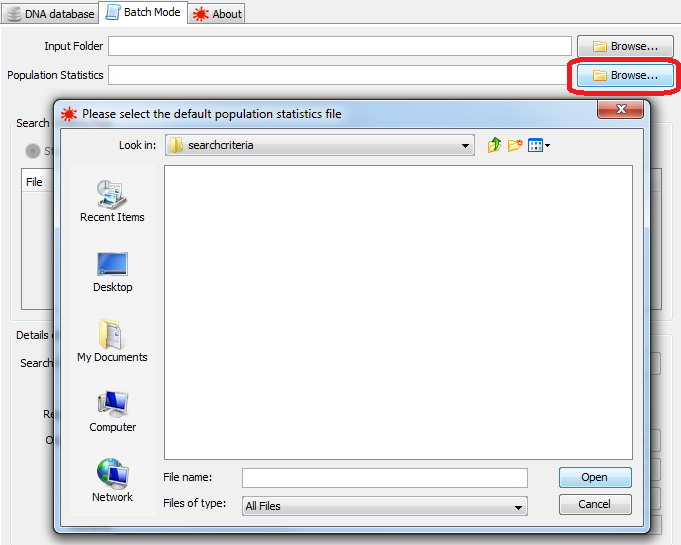 DNA database Batch Mode About
Input Folder Browse...
Population Statistics Browse...
Please select the default population statistics file
Search
Look in: searchcriteria
St
File
Recent Items
Desktop
Details
My Documents
Search
Computer
Network
File name: Open
Files of type: All Files Cancel